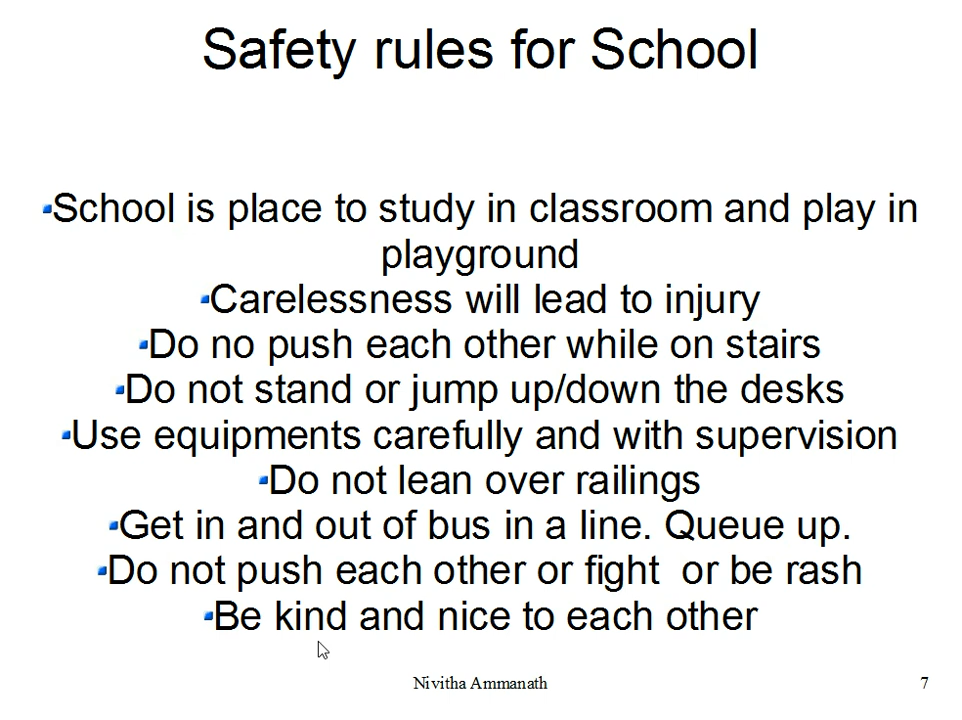 Safety rules for School
School is place to study in classroom and play in
playground
Carelessness will lead to injury
Do no push each other while on stairs
Do not stand or jump up/down the desks
Use equipments carefully and with supervision
Do not lean over railings
Get in and out of bus in a line. Queue up.
Do not push each other or fight  or be rash
Be kind and nice to each other
Nivitha Ammanath
7